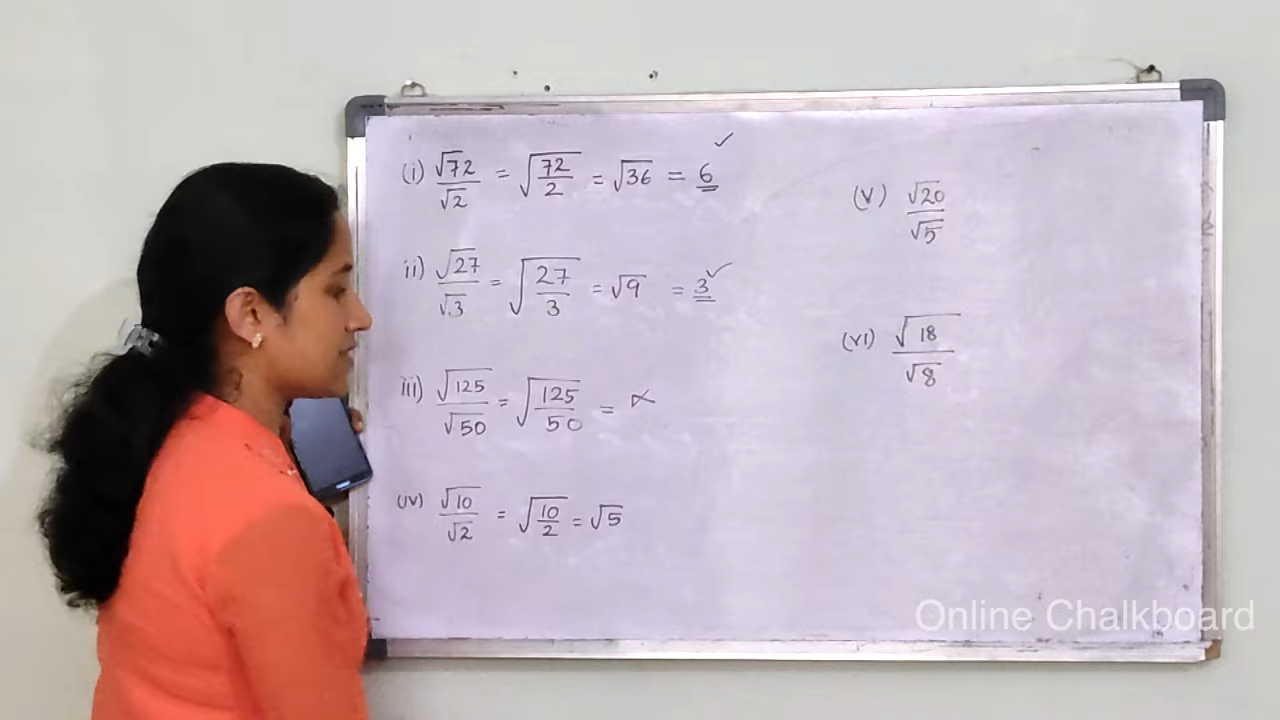 (i) √72/√2 = √(72/2) = √36 = 6 ✓
ii) √27/√3 = √(27/3) = √9 = 3 ✓
iii) √125/√50 = √(125/50) = ✗
(iv) √10/√2 = √(10/2) = √5
(v) √20/√5
(vi) √18/√8
Online Chalkboard